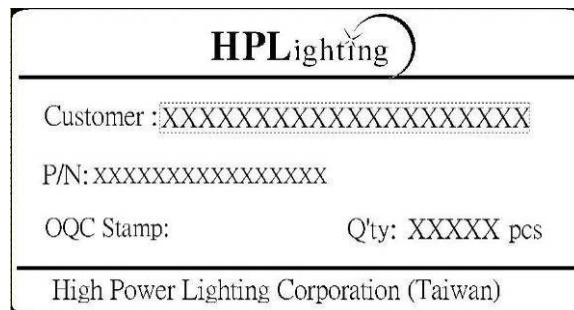 HPLighting
Customer : XXXXXXXXXXXXXXXXXXXX
P/N: XXXXXXXXXXXXXXXX
OQC Stamp: Q'ty: XXXXX pcs
High Power Lighting Corporation (Taiwan)